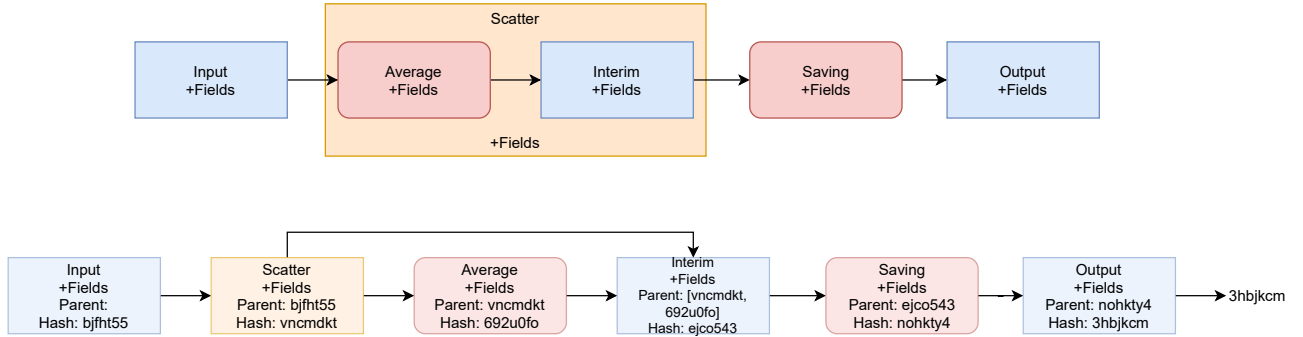 Scatter
Input
+Fields
Average
+Fields
Interim
+Fields
Saving
+Fields
Output
+Fields
+Fields
Input
+Fields
Parent:
Hash: bjfht55
Scatter
+Fields
Parent: bjfht55
Hash: vncmdkt
Average
+Fields
Parent: vncmdkt
Hash: 692u0fo
Interim
+Fields
Parent: [vncmdkt,
692u0fo]
Hash: ejco543
Saving
+Fields
Parent: ejco543
Hash: nohkty4
Output
+Fields
Parent: nohkty4
Hash: 3hbjkcm
3hbjkcm